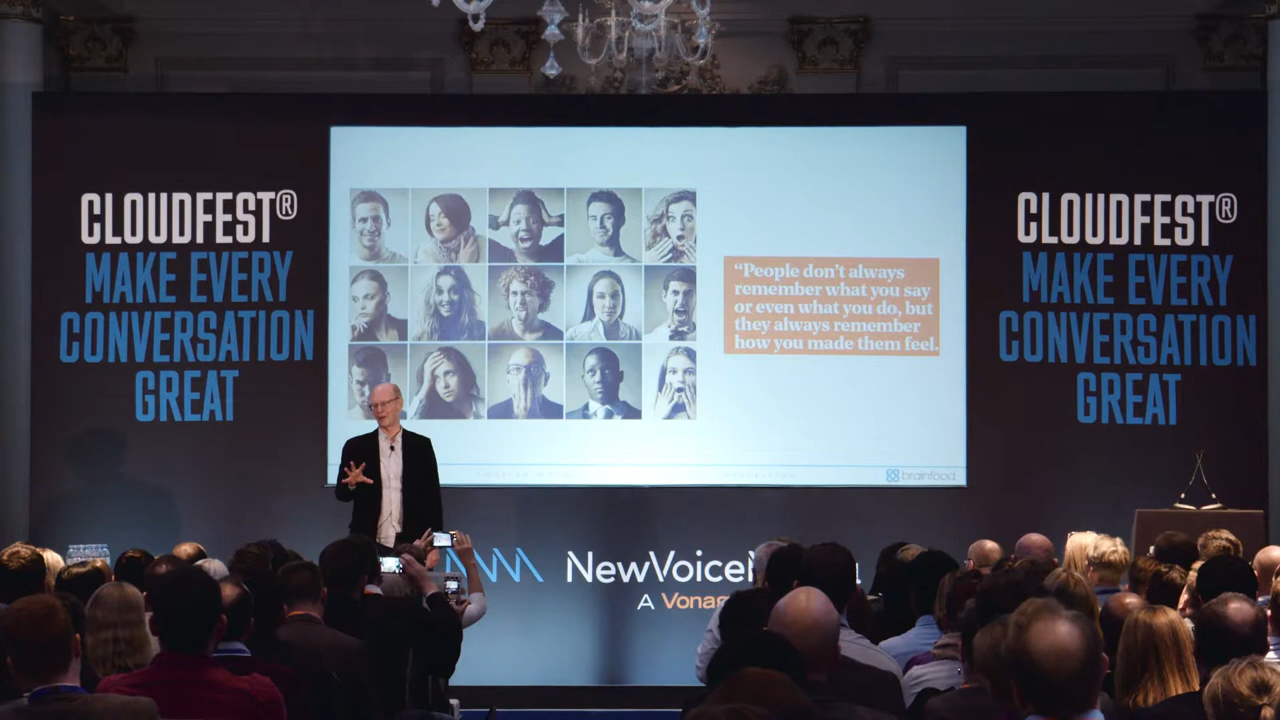 CLOUDFEST®
MAKE EVERY
CONVERSATION
GREAT
“People don’t always
remember what you say
or even what you do, but
they always remember
how you made them feel.
brainfood
CLOUDFEST®
MAKE EVERY
CONVERSATION
GREAT
NewVoice
A Vonag